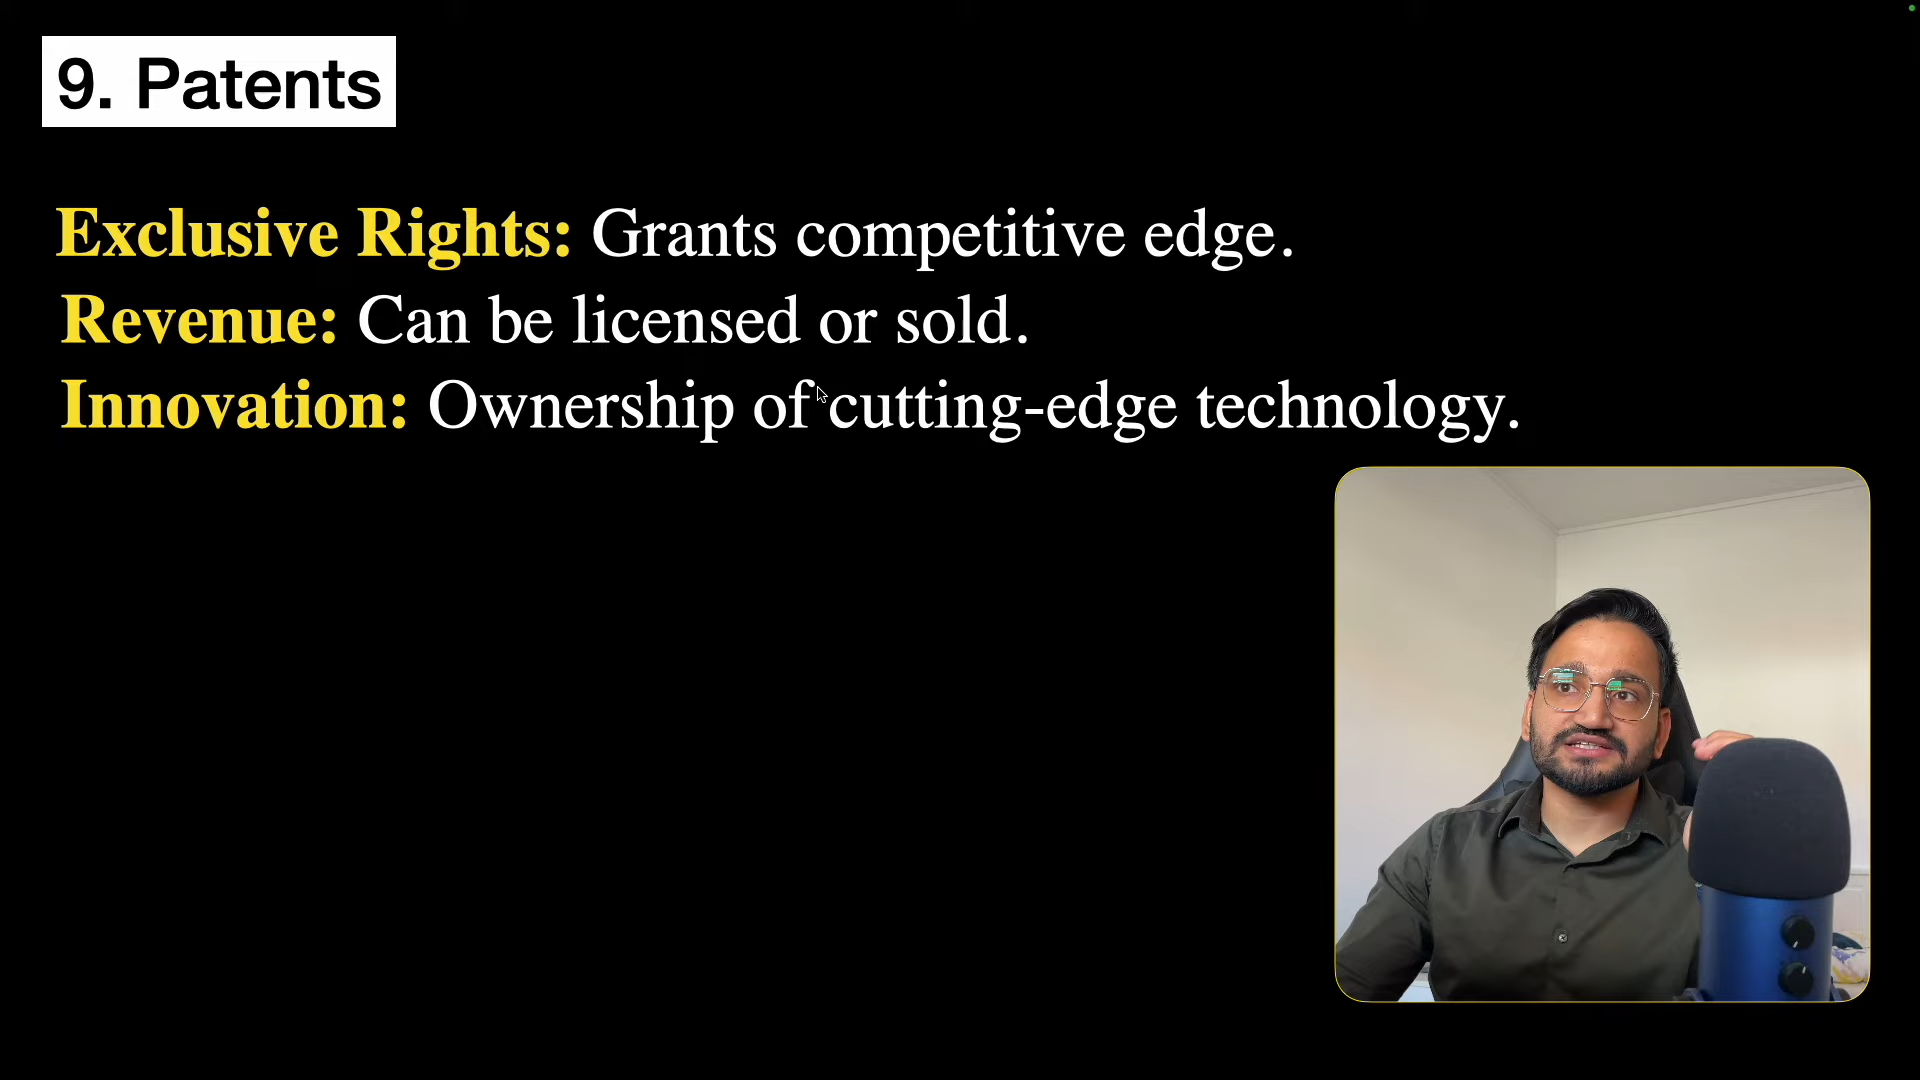 9. Patents
Exclusive Rights: Grants competitive edge.
Revenue: Can be licensed or sold.
Innovation: Ownership of cutting-edge technology.